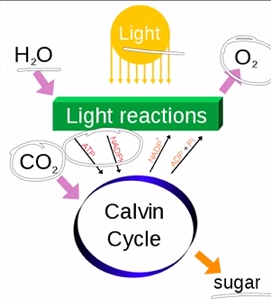 Light
H₂O
O₂
Light reactions
ATP
NADPH
NADP⁺
ADP + Pi
CO₂
Calvin
Cycle
sugar